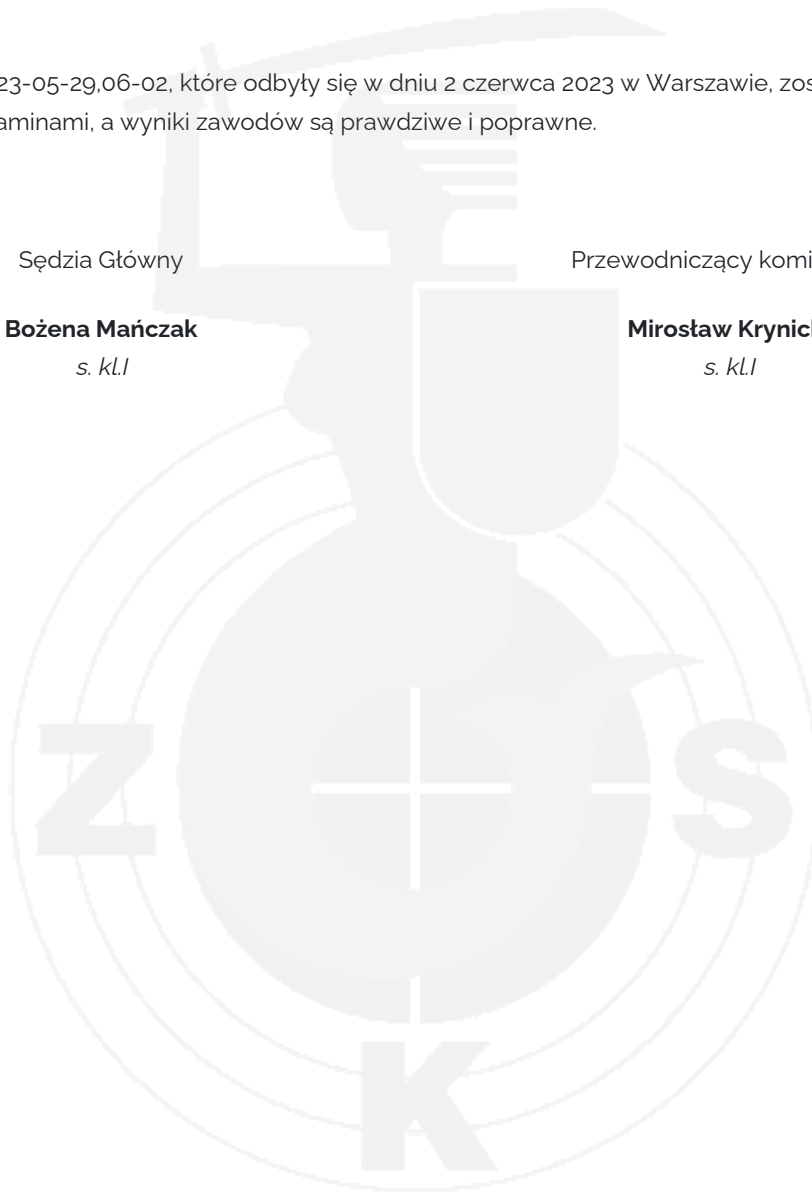 23-05-29,06-02, które odbyły się w dniu 2 czerwca 2023 w Warszawie, zos
aminami, a wyniki zawodów są prawdziwe i poprawne.
Sędzia Główny
Przewodniczący komi
Bożena Mańczak
Mirosław Krynic
s. kl.I
s. kl.I
Z
S
K